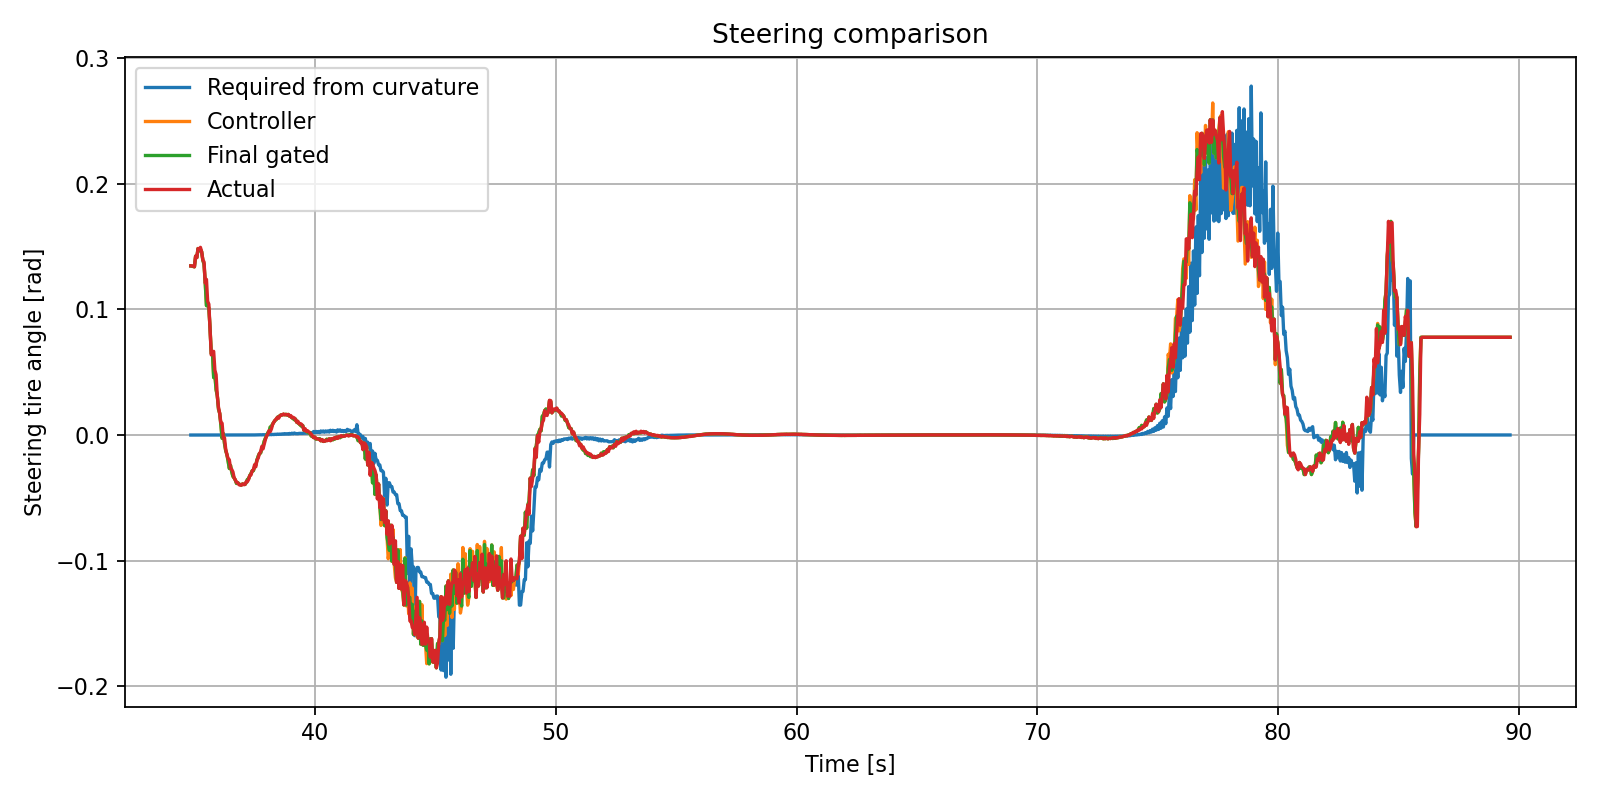 Steering comparison
Required from curvature
Controller
Final gated
Actual
Steering tire angle [rad]
0.3
0.2
0.1
0.0
−0.1
−0.2
40 50 60 70 80 90
Time [s]